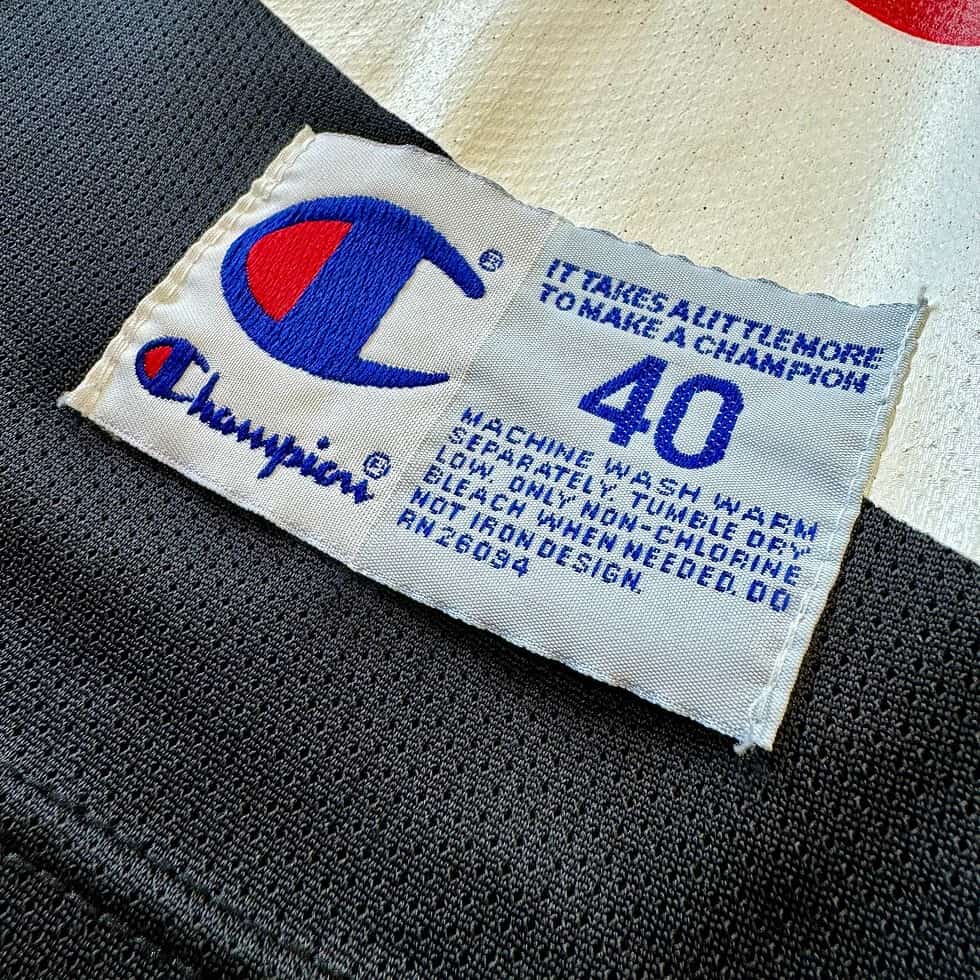 Champion
IT TAKES A LITTLE MORE
TO MAKE A CHAMPION
40
MACHINE WASH WARM
SEPARATELY. TUMBLE DRY
LOW. ONLY NON-CHLORINE
BLEACH WHEN NEEDED. DO
NOT IRON DESIGN.
RN 26094